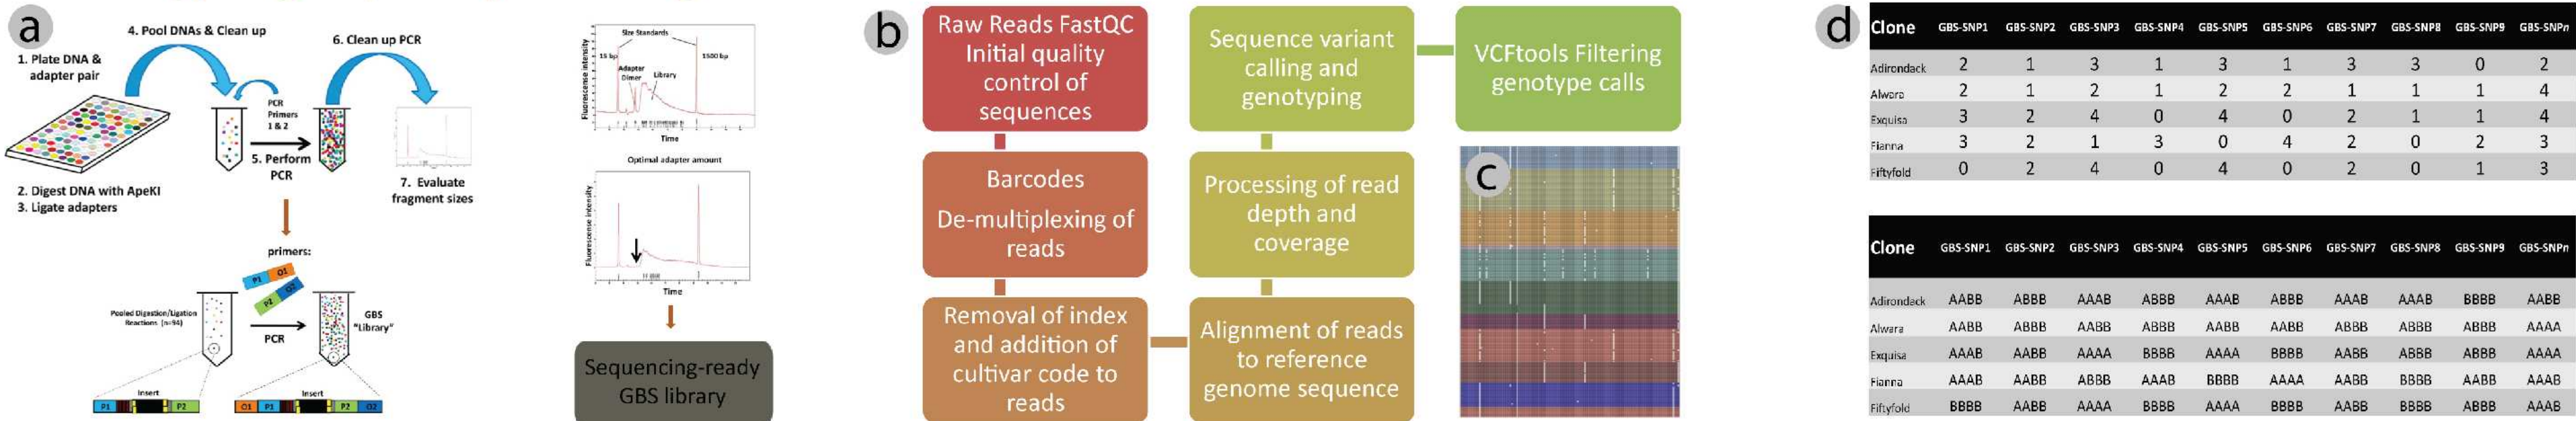 a
4. Pool DNAs & Clean up
6. Clean up PCR
1. Plate DNA &
adapter pair
PCR
Primers
1 & 2
5. Perform
PCR
2. Digest DNA with ApeKI
3. Ligate adapters
7. Evaluate
fragment sizes
primers:
P1 O1
P2 O2
Pooled Digestion/Ligation
Reactions (n=94)
PCR
GBS
"Library"
Insert
P1 P2
Insert
O1 P1 P2 O2
Fluorescence intensity
Size Standards
15 bp
1500 bp
Adapter
Dimer
Library
Time
Optimal adapter amount
Fluorescence intensity
Time
Sequencing-ready
GBS library
b
Raw Reads FastQC
Initial quality
control of
sequences
Barcodes
De-multiplexing of
reads
Removal of index
and addition of
cultivar code to
reads
Sequence variant
calling and
genotyping
Processing of read
depth and
coverage
Alignment of reads
to reference
genome sequence
VCFtools Filtering
genotype calls
c
d
Clone GBS-SNP1 GBS-SNP2 GBS-SNP3 GBS-SNP4 GBS-SNP5 GBS-SNP6 GBS-SNP7 GBS-SNP8 GBS-SNP9 GBS-SNPn
Adirondack 2 1 3 1 3 1 3 3 0 2
Alwara 2 1 2 1 2 2 1 1 1 4
Exquisa 3 2 4 0 4 0 2 1 1 4
Fianna 3 2 1 3 0 4 2 0 2 3
Fiftyfold 0 2 4 0 4 0 2 0 1 3
Clone GBS-SNP1 GBS-SNP2 GBS-SNP3 GBS-SNP4 GBS-SNP5 GBS-SNP6 GBS-SNP7 GBS-SNP8 GBS-SNP9 GBS-SNPn
Adirondack AABB ABBB AAAB ABBB AAAB ABBB AAAB AAAB BBBB AABB
Alwara AABB ABBB AABB ABBB AABB AABB ABBB ABBB ABBB AAAA
Exquisa AAAB AABB AAAA BBBB AAAA BBBB AABB ABBB ABBB AAAA
Fianna AAAB AABB ABBB AAAB BBBB AAAA AABB BBBB AABB AAAB
Fiftyfold BBBB AABB AAAA BBBB AAAA BBBB AABB BBBB ABBB AAAB